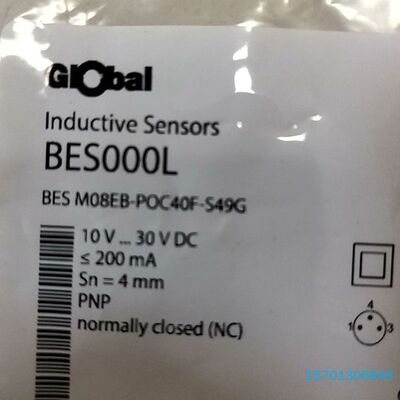 Global
Inductive Sensors
BES000L
BES M08EB-POC40F-S49G
10 V ... 30 V DC
≤ 200 mA
Sn = 4 mm
PNP
normally closed (NC)
4
1 3
15701306849